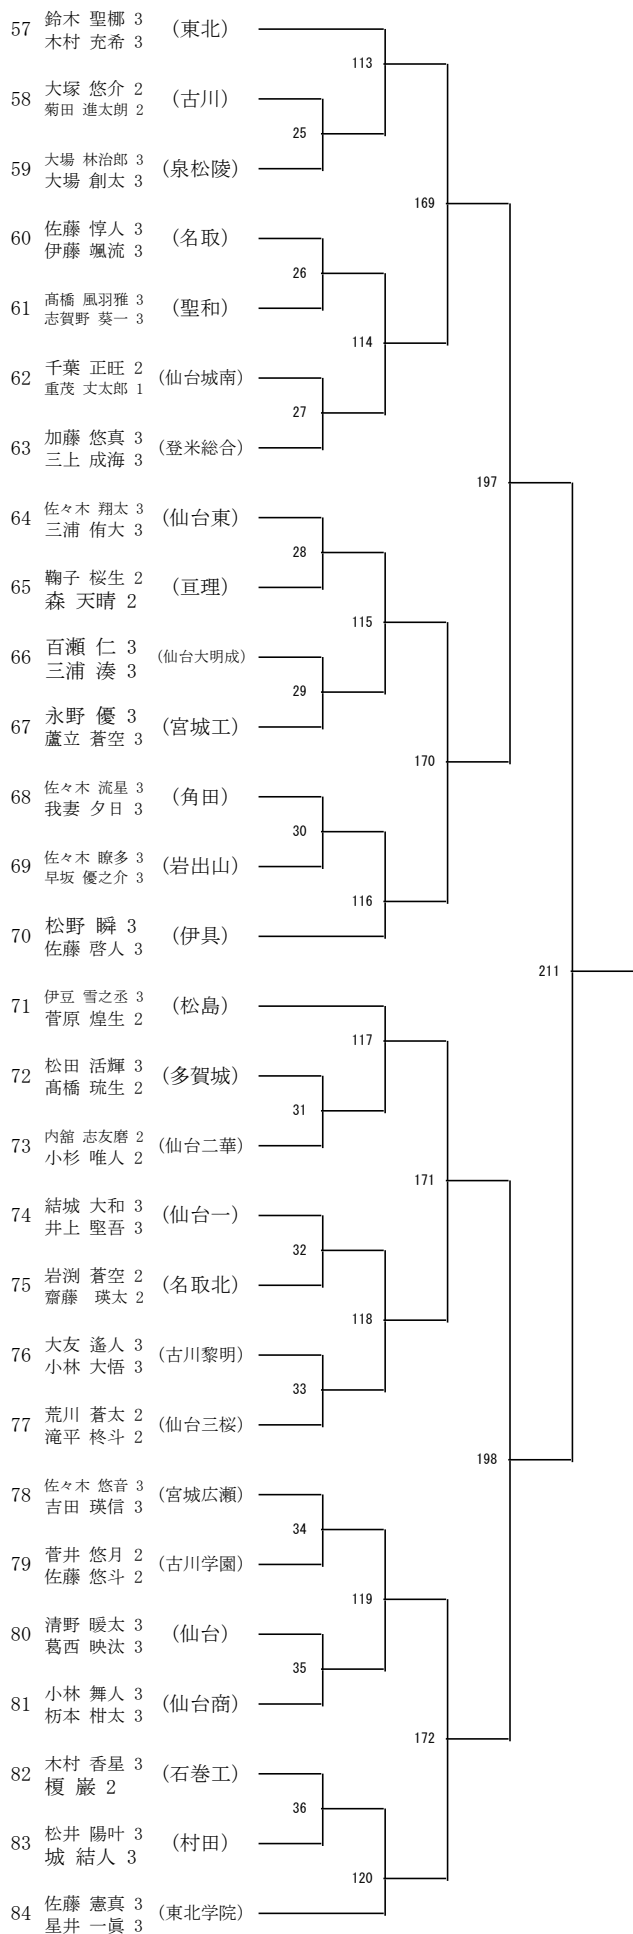 57 鈴木 聖梛 3 (東北)
木村 充希 3
113
58 大塚 悠介 2 (古川)
菊田 進太朗 2
25
59 大場 林治郎 3 (泉松陵)
大場 創太 3
169
60 佐藤 惇人 3 (名取)
伊藤 颯流 3
26
61 髙橋 風羽雅 3 (聖和)
志賀野 葵一 3
114
62 千葉 正旺 2 (仙台城南)
重茂 丈太郎 1
27
63 加藤 悠真 3 (登米総合)
三上 成海 3
197
64 佐々木 翔太 3 (仙台東)
三浦 侑大 3
28
65 鞠子 桜生 2 (亘理)
森 天晴 2
115
66 百瀬 仁 3 (仙台大明成)
三浦 湊 3
29
67 永野 優 3 (宮城工)
蘆立 蒼空 3
170
68 佐々木 流星 3 (角田)
我妻 夕日 3
30
69 佐々木 瞭多 3 (岩出山)
早坂 優之介 3
116
70 松野 瞬 3 (伊具)
佐藤 啓人 3
211
71 伊豆 雪之丞 3 (松島)
菅原 煌生 2
117
72 松田 活輝 3 (多賀城)
髙橋 琉生 2
31
73 内舘 志友磨 2 (仙台二華)
小杉 唯人 2
171
74 結城 大和 3 (仙台一)
井上 堅吾 3
32
75 岩渕 蒼空 2 (名取北)
齋藤 瑛太 2
118
76 大友 遙人 3 (古川黎明)
小林 大悟 3
33
77 荒川 蒼太 2 (仙台三桜)
滝平 柊斗 2
198
78 佐々木 悠音 3 (宮城広瀬)
吉田 瑛信 3
34
79 菅井 悠月 2 (古川学園)
佐藤 悠斗 2
119
80 清野 暖太 3 (仙台)
葛西 映汰 3
35
81 小林 舞人 3 (仙台商)
枥本 柑太 3
172
82 木村 香星 3 (石巻工)
榎 巌 2
36
83 松井 陽叶 3 (村田)
城 結人 3
120
84 佐藤 憲真 3 (東北学院)
星井 一眞 3